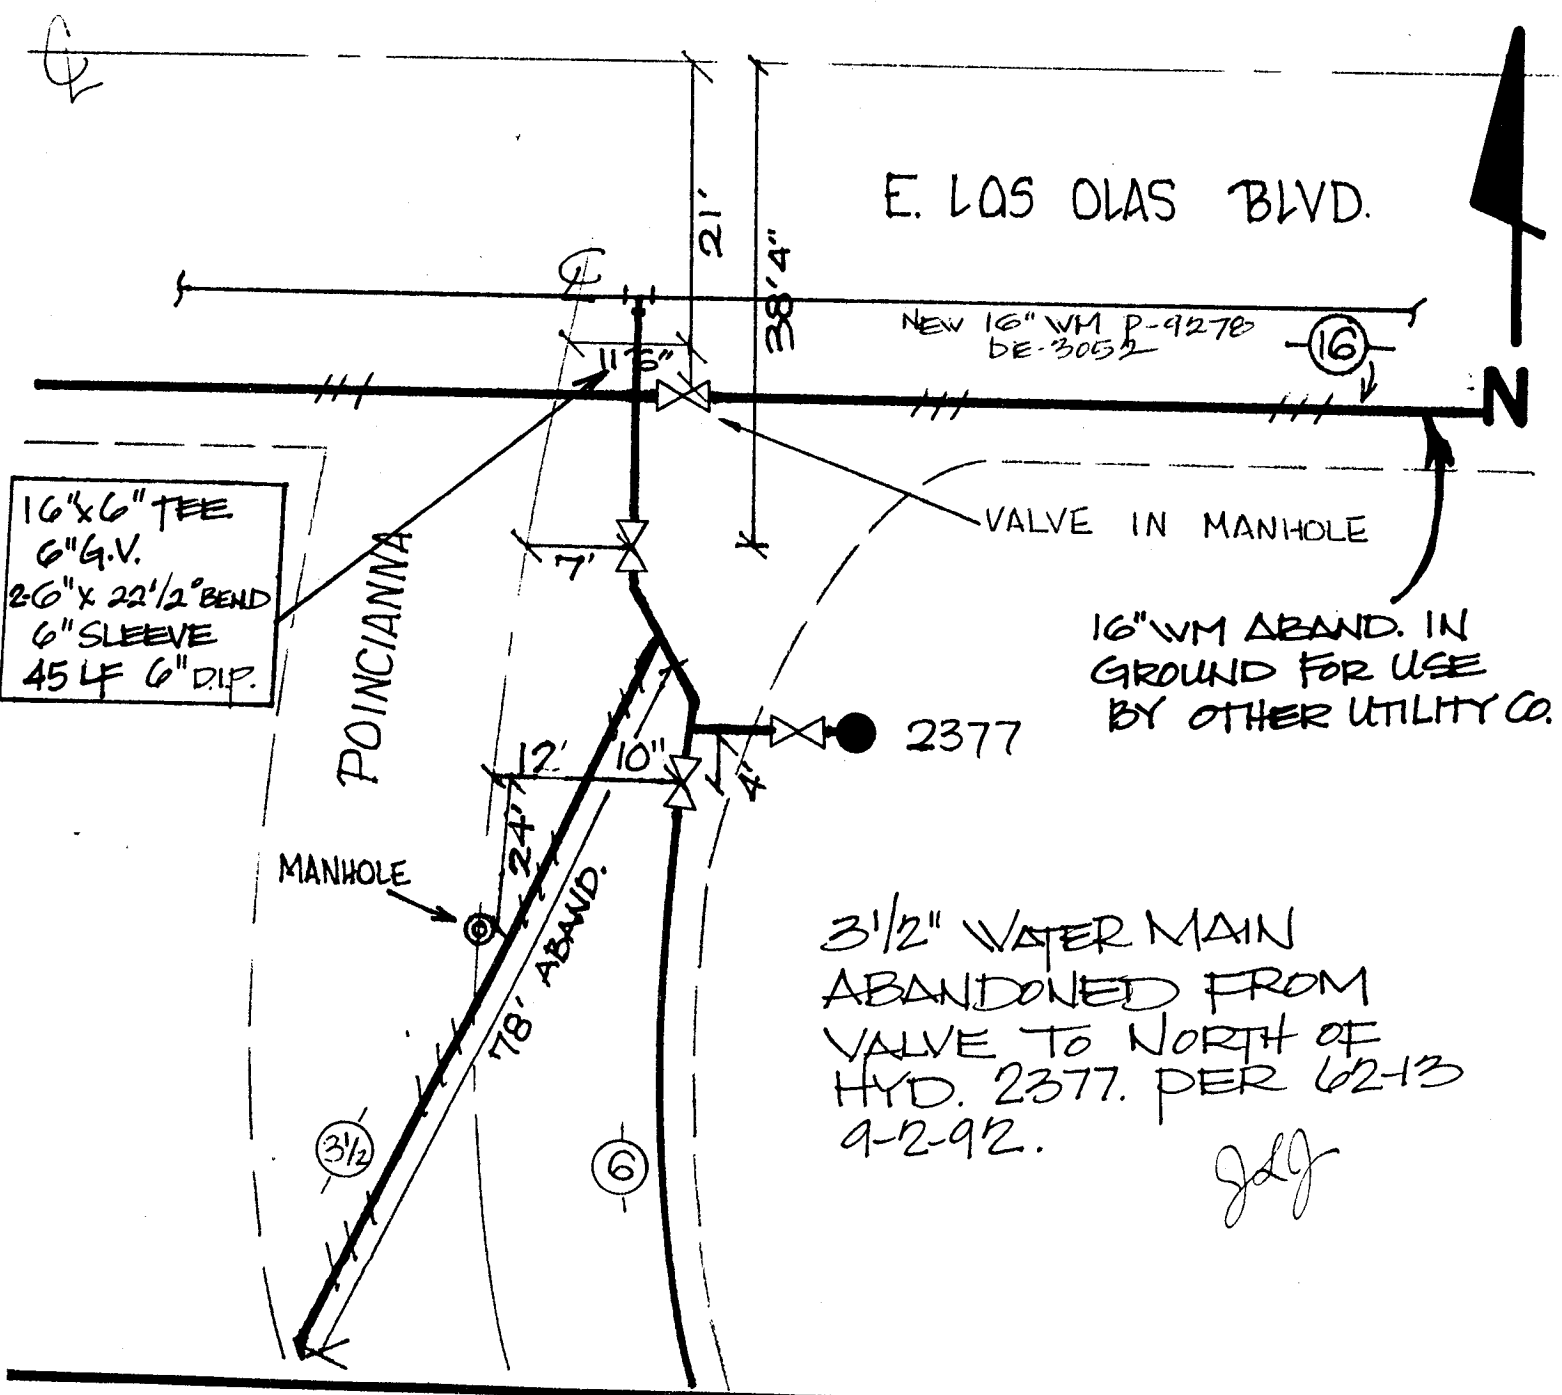 ℄
21'
38'4"
E. LAS OLAS BLVD.
℄
11'6"
NEW 16" WM P-9278
DE-3052
16
N
16"x6" TEE
6"G.V.
2-6"x 22 1/2° BEND
6" SLEEVE
45 LF 6" D.I.P.
POINCIANNA
7'
VALVE IN MANHOLE
16" WM ABAND. IN
GROUND FOR USE
BY OTHER UTILITY CO.
2377
12'
10"
4'
24'
MANHOLE
78' ABAND.
3 1/2" WATER MAIN
ABANDONED FROM
VALVE TO NORTH OF
HYD. 2377. PER 62-13
9-2-92.
JLJ
3 1/2
6